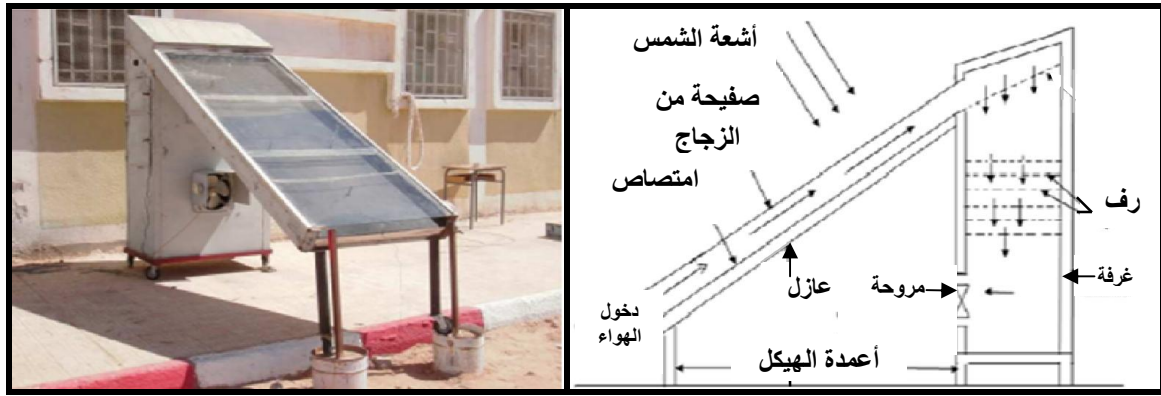 أشعة الشمس
صفيحة من
الزجاج
امتصاص
رف
عازل
مروحة
غرفة
دخول
الهواء
أعمدة الهيكل